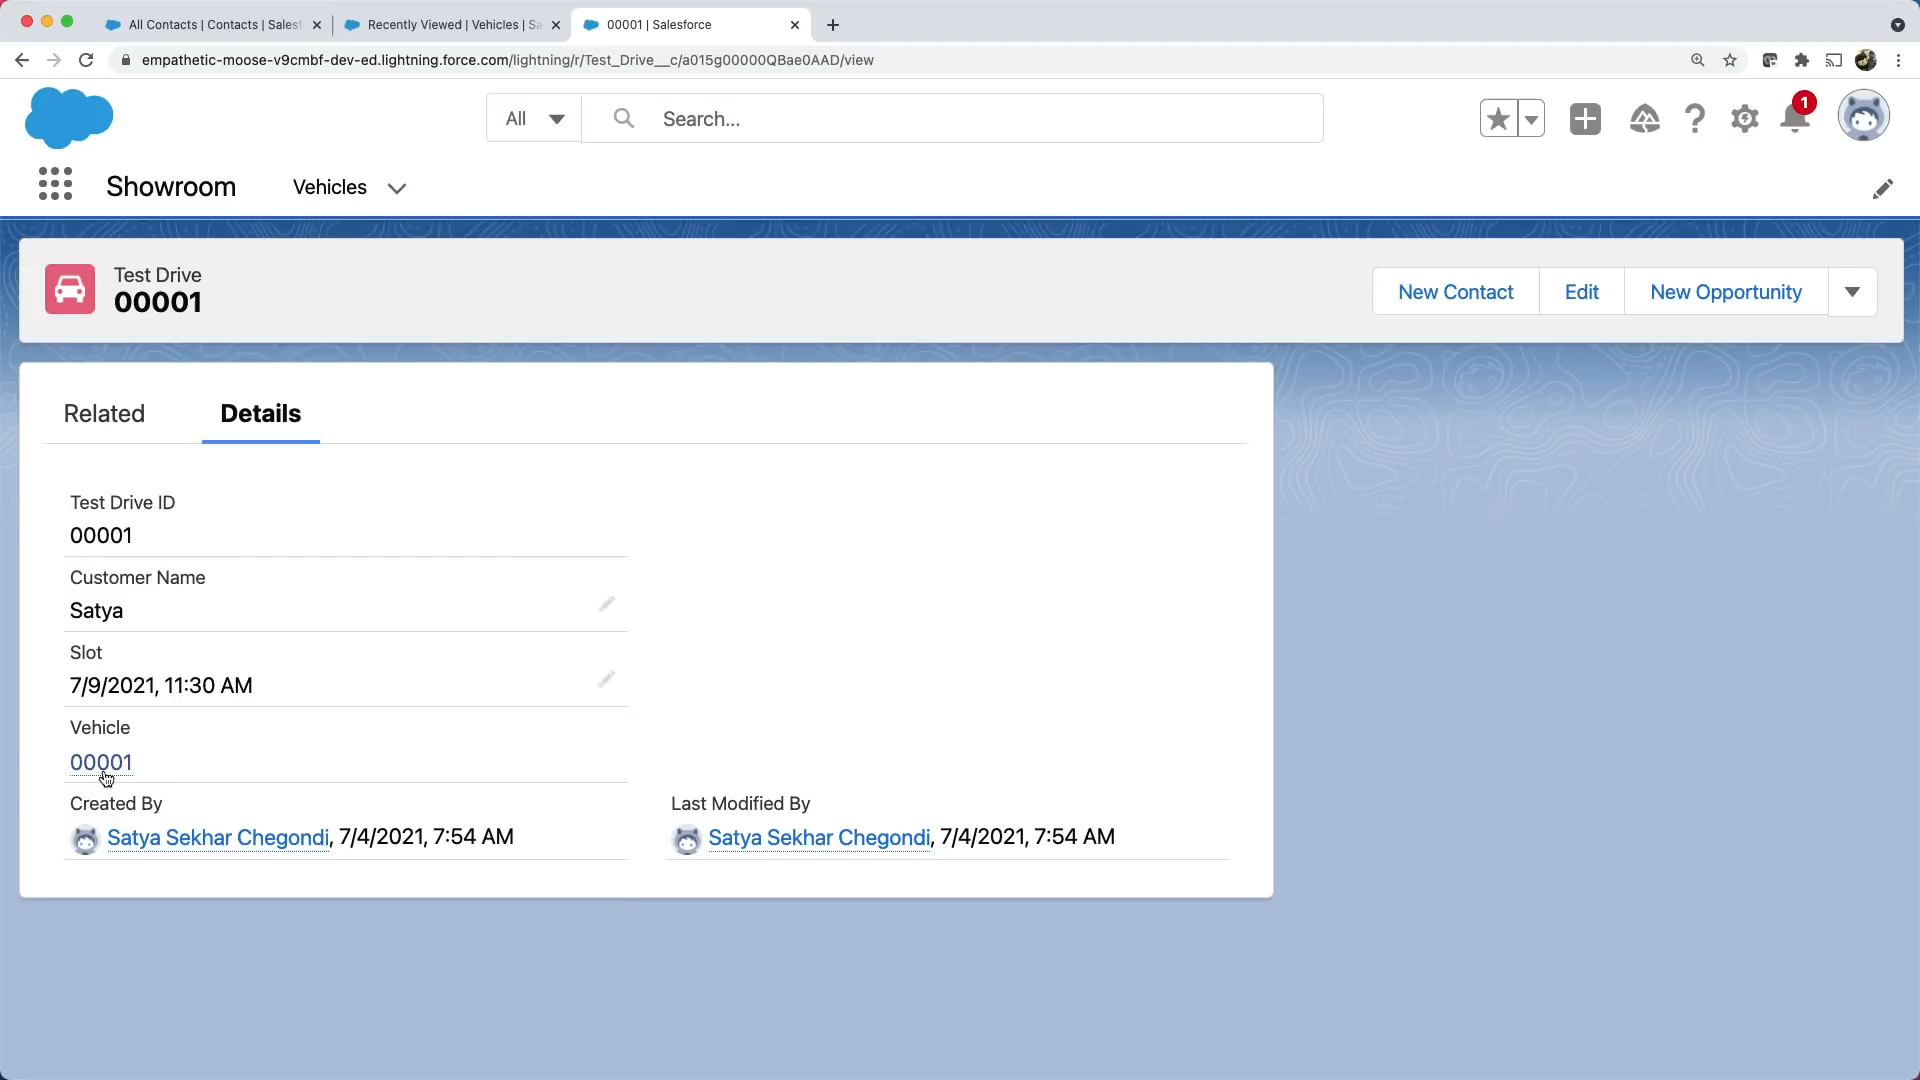 All Contacts | Contacts | Salesf
Recently Viewed | Vehicles | Sa
00001 | Salesforce
empathetic-moose-v9cmbf-dev-ed.lightning.force.com/lightning/r/Test_Drive__c/a015g00000QBae0AAD/view
All
Search...
1
Showroom
Vehicles
Test Drive
00001
New Contact
Edit
New Opportunity
Related
Details
Test Drive ID
00001
Customer Name
Satya
Slot
7/9/2021, 11:30 AM
Vehicle
00001
Created By
Satya Sekhar Chegondi, 7/4/2021, 7:54 AM
Last Modified By
Satya Sekhar Chegondi, 7/4/2021, 7:54 AM